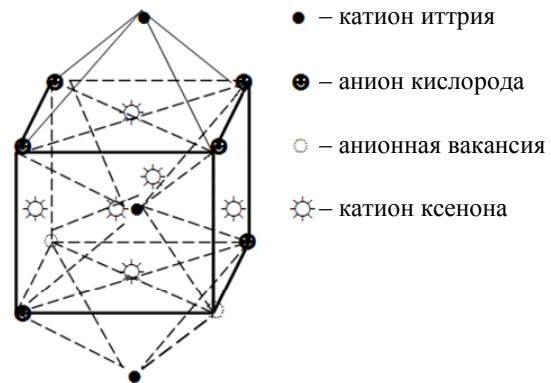 – катион иттрия
– анион кислорода
– анионная вакансия
– катион ксенона